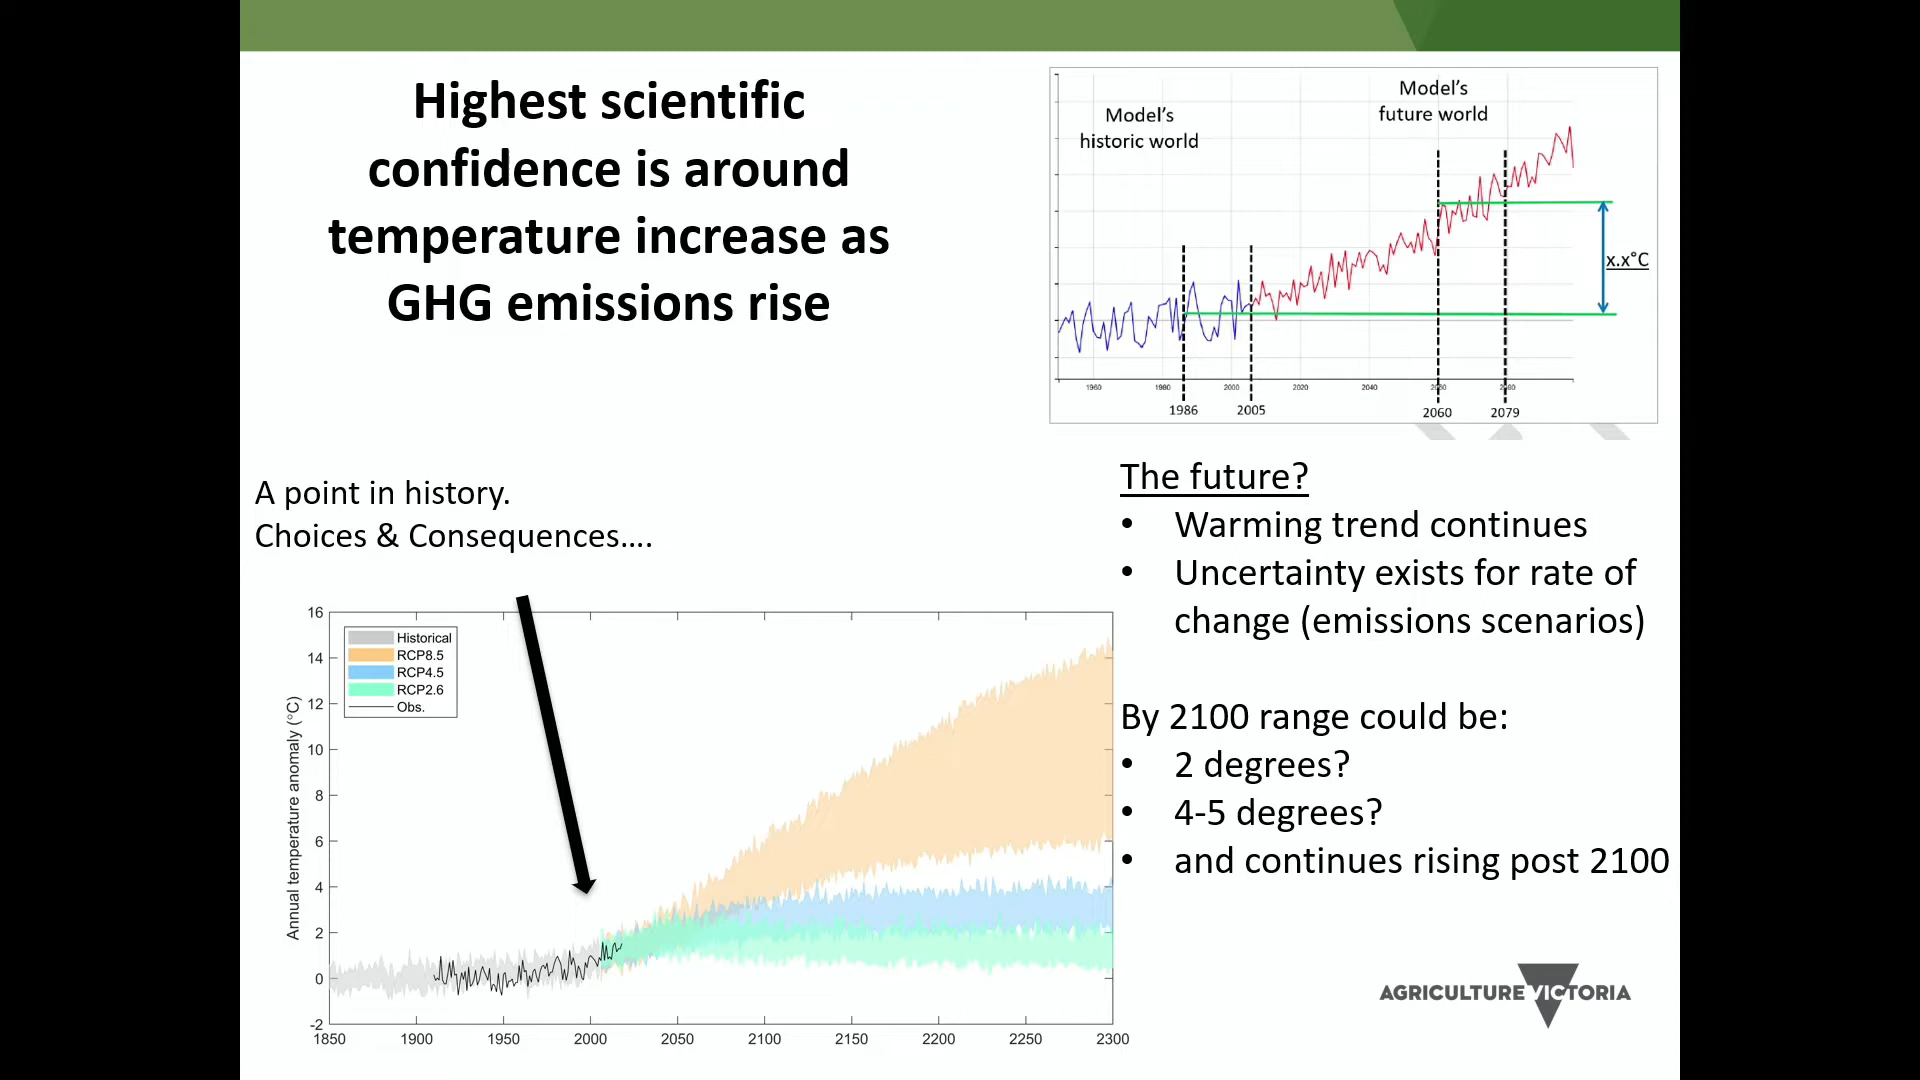 Highest scientific
confidence is around
temperature increase as
GHG emissions rise
Model's
historic world
Model's
future world
x.x°C
1960
1980
2000
2020
2040
2060
2080
1986
2005
2060
2079
A point in history.
Choices & Consequences....
The future?
• Warming trend continues
• Uncertainty exists for rate of
change (emissions scenarios)
By 2100 range could be:
• 2 degrees?
• 4-5 degrees?
• and continues rising post 2100
Annual temperature anomaly (°C)
16
14
12
10
8
6
4
2
0
-2
Historical
RCP8.5
RCP4.5
RCP2.6
Obs.
1850
1900
1950
2000
2050
2100
2150
2200
2250
2300
AGRICULTURE VICTORIA